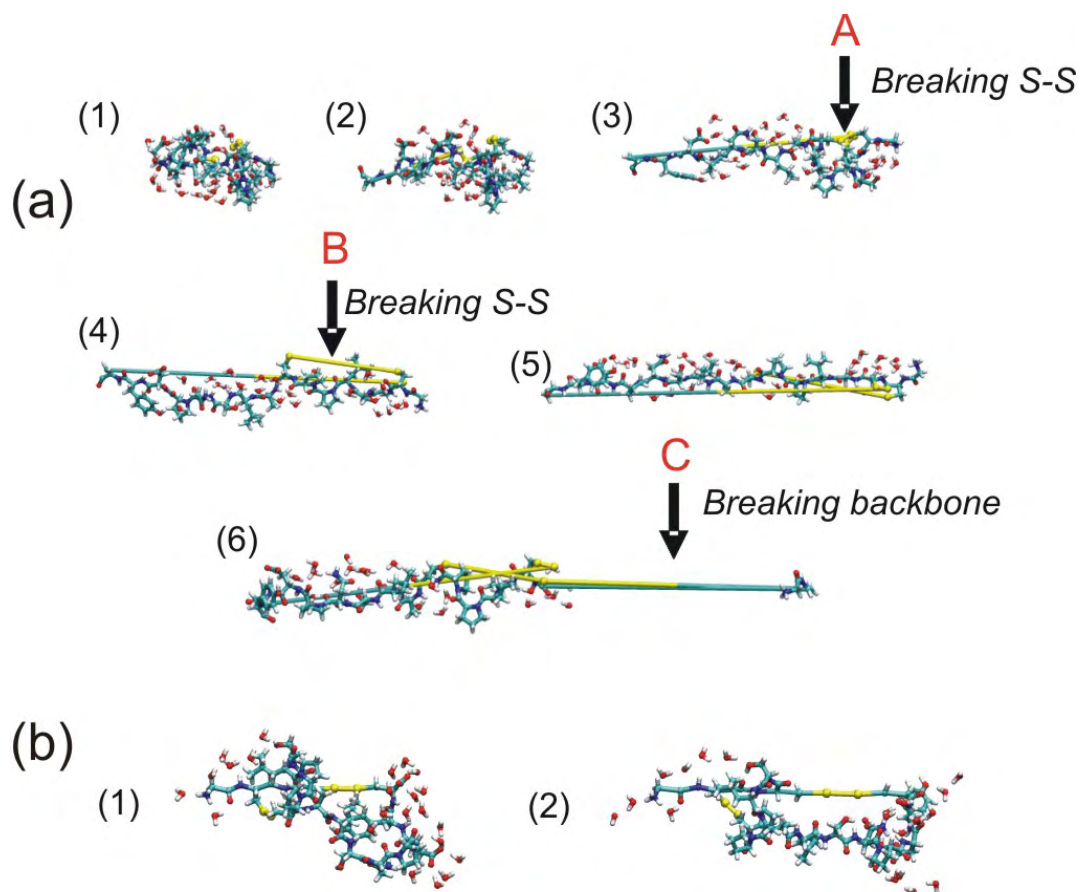 A
Breaking S-S
(1)
(2)
(3)
(a)
B
Breaking S-S
(4)
(5)
C
Breaking backbone
(6)
(b)
(1)
(2)